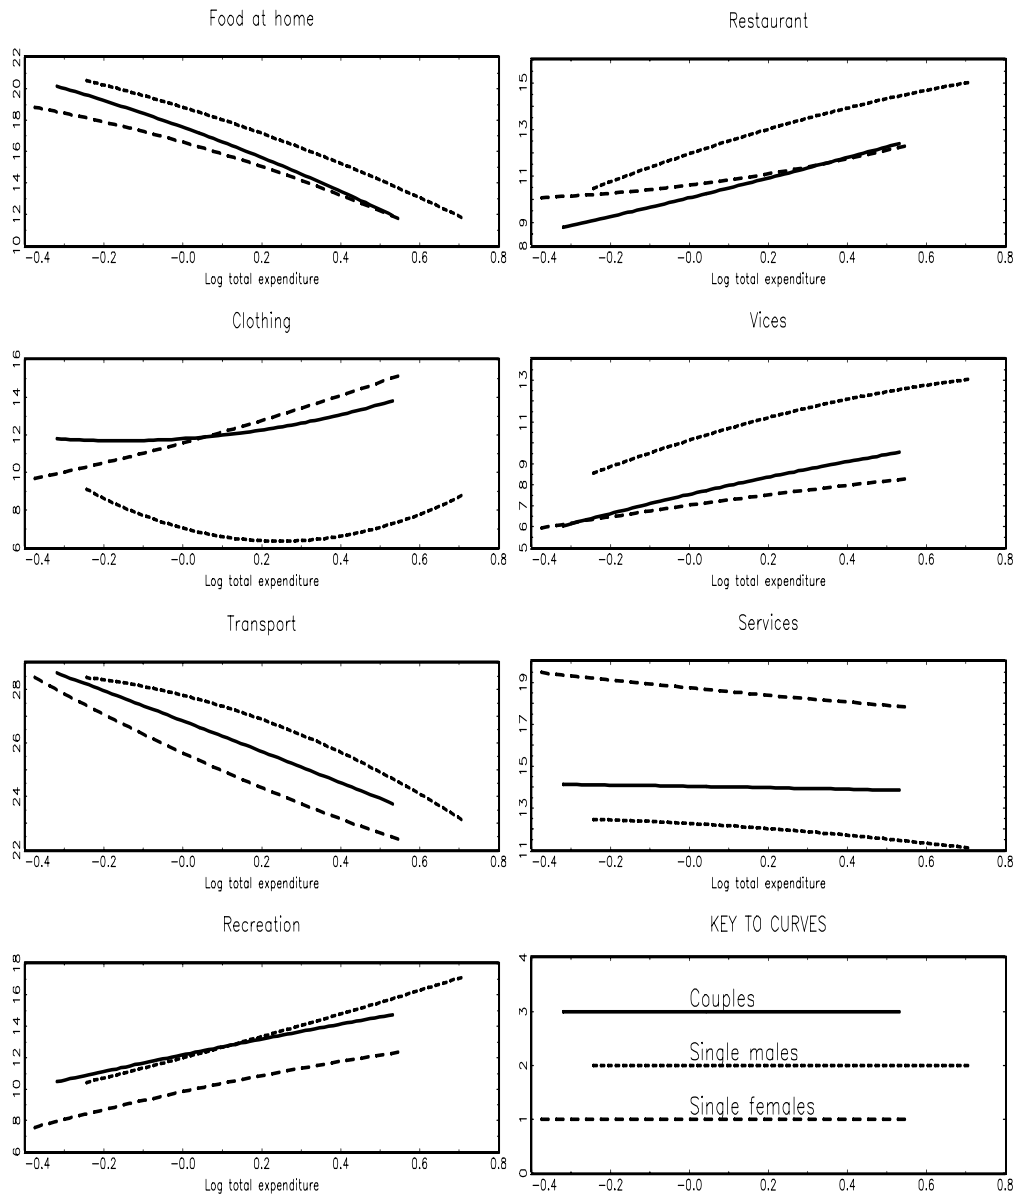 Food at home
22
20
18
16
14
12
10
-0.4 -0.2 -0.0 0.2 0.4 0.6 0.8
Log total expenditure
Restaurant
15
13
11
9
8
-0.4 -0.2 -0.0 0.2 0.4 0.6 0.8
Log total expenditure
Clothing
16
14
12
10
8
6
-0.4 -0.2 -0.0 0.2 0.4 0.6 0.8
Log total expenditure
Vices
13
11
9
8
7
6
5
-0.4 -0.2 -0.0 0.2 0.4 0.6 0.8
Log total expenditure
Transport
28
26
24
22
-0.4 -0.2 -0.0 0.2 0.4 0.6 0.8
Log total expenditure
Services
19
17
15
13
11
-0.4 -0.2 -0.0 0.2 0.4 0.6 0.8
Log total expenditure
Recreation
18
16
14
12
10
8
6
-0.4 -0.2 -0.0 0.2 0.4 0.6 0.8
Log total expenditure
KEY TO CURVES
4
3
2
1
0
Couples
Single males
Single females
-0.4 -0.2 -0.0 0.2 0.4 0.6 0.8